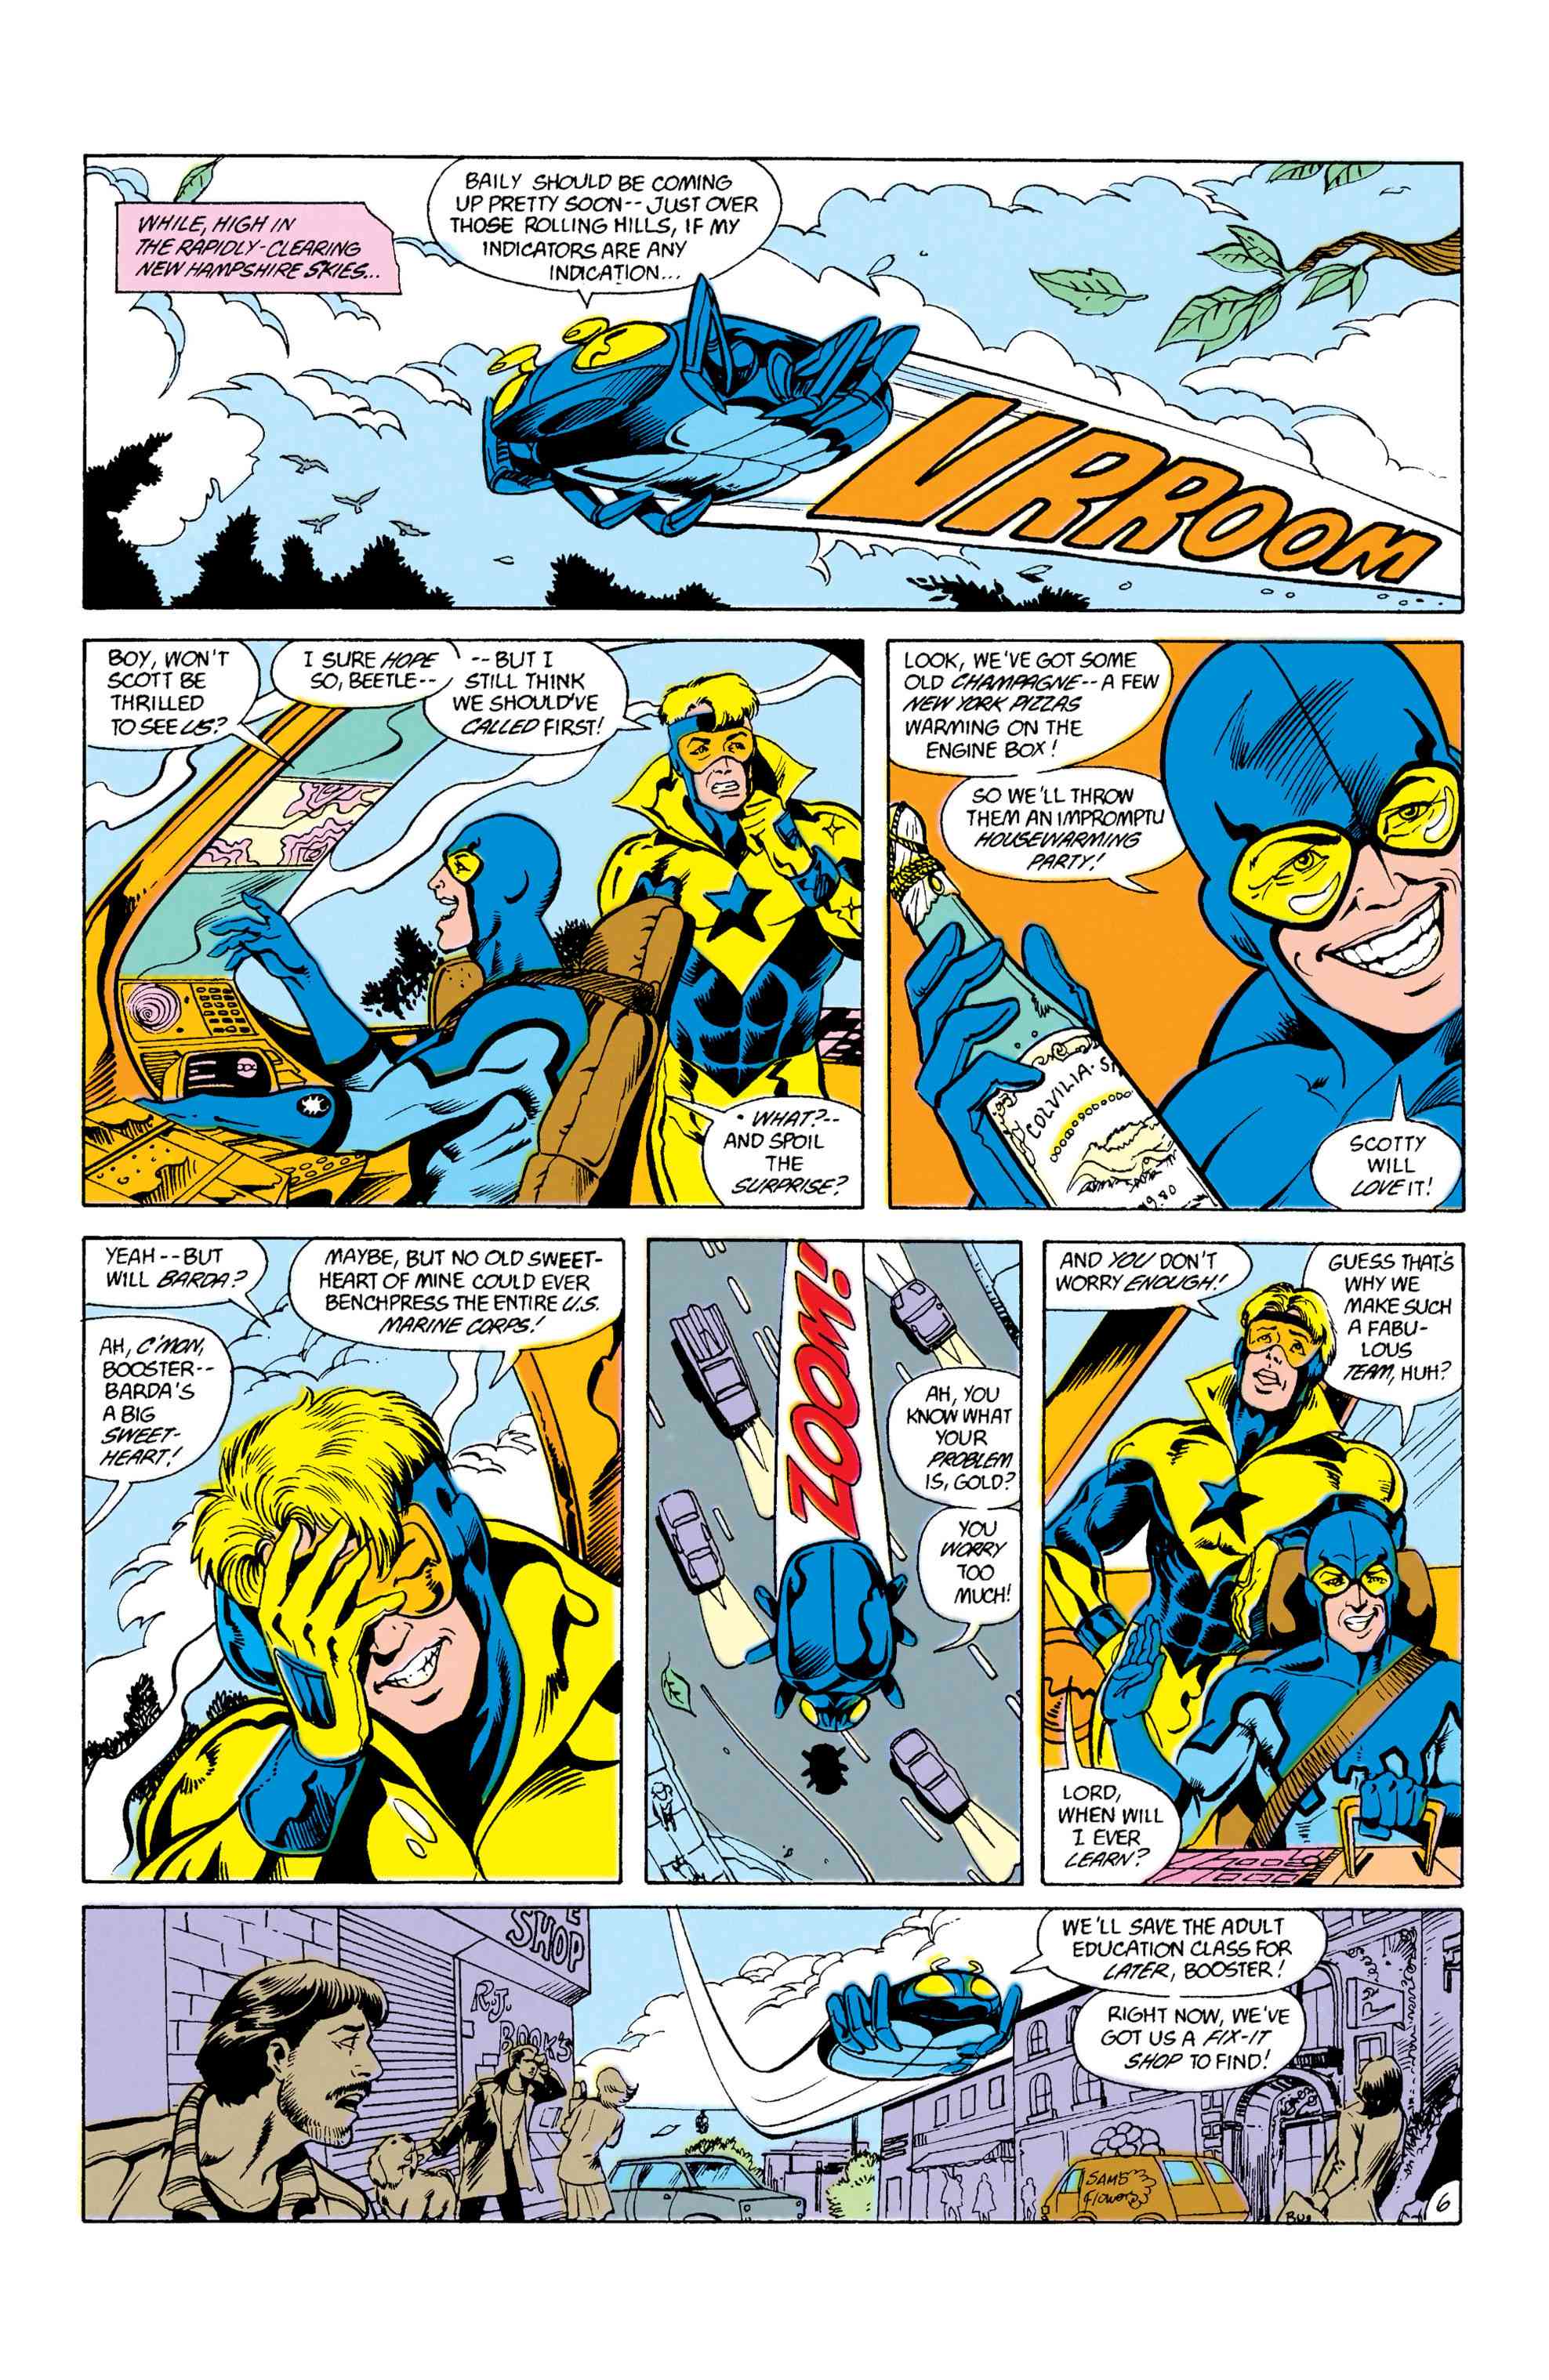 WHILE, HIGH IN
THE RAPIDLY-CLEARING
NEW HAMPSHIRE SKIES...
BAILY SHOULD BE COMING
UP PRETTY SOON-- JUST OVER
THOSE ROLLING HILLS, IF MY
INDICATORS ARE ANY
INDICATION...
VRROOM
BOY, WON'T
SCOTT BE
THRILLED
TO SEE US?
I SURE HOPE
SO, BEETLE--
--BUT I
STILL THINK
WE SHOULD'VE
CALLED FIRST!
WHAT?--
AND SPOIL
THE
SURPRISE?
LOOK, WE'VE GOT SOME
OLD CHAMPAGNE-- A FEW
NEW YORK PIZZAS
WARMING ON THE
ENGINE BOX!
SO WE'LL THROW
THEM AN IMPROMPTU
HOUSEWARMING
PARTY!
COLVILIA · S
1980
SCOTTY
WILL
LOVE IT!
YEAH--BUT
WILL BARDA?
AH, C'MON,
BOOSTER--
BARDA'S
A BIG
SWEET-
HEART!
MAYBE, BUT NO OLD SWEET-
HEART OF MINE COULD EVER
BENCHPRESS THE ENTIRE U.S.
MARINE CORPS!
ZOOM!
AH, YOU
KNOW WHAT
YOUR
PROBLEM
IS, GOLD?
YOU
WORRY
TOO
MUCH!
AND YOU DON'T
WORRY ENOUGH!
GUESS THAT'S
WHY WE
MAKE SUCH
A FABU-
LOUS
TEAM, HUH?
LORD,
WHEN WILL
I EVER
LEARN?
E
SHOP
R.J.
BOOK'S
WE'LL SAVE THE ADULT
EDUCATION CLASS FOR
LATER, BOOSTER!
RIGHT NOW, WE'VE
GOT US A FIX-IT
SHOP TO FIND!
SAMS
Flowers
6